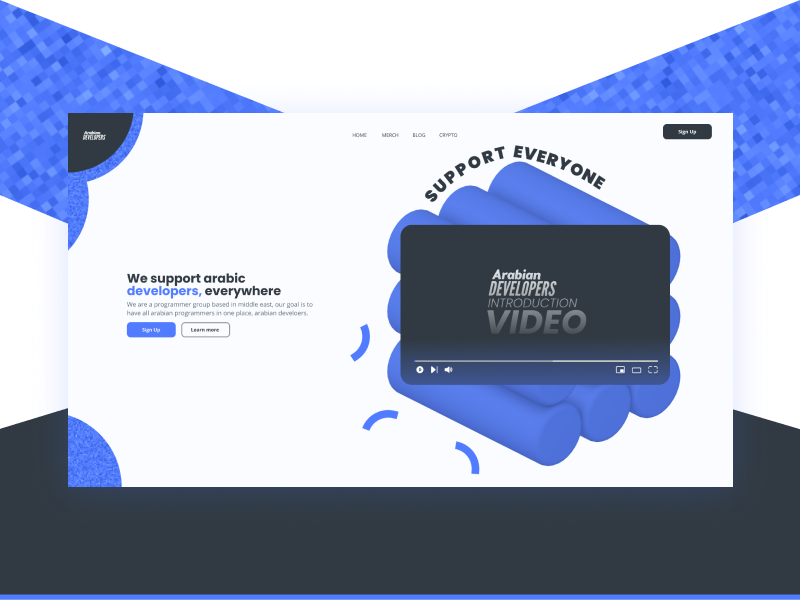 Arabian
DEVELOPERS
HOME MERCH BLOG CRYPTO
Sign Up
SUPPORT EVERYONE
We support arabic
developers, everywhere
We are a programmer group based in middle east, our goal is to
have all arabian programmers in one place, arabian develoers.
Sign Up Learn more
Arabian
DEVELOPERS
INTRODUCTION
VIDEO